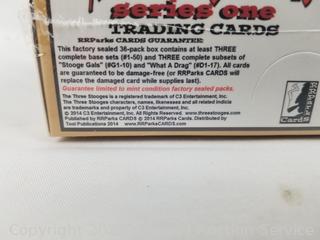 series one
TRADING CARDS
RRParks CARDS GUARANTEE:
This factory sealed 36-pack box contains at least THREE
complete base sets (#1-50) and THREE complete subsets of
"Stooge Gals" (#G1-10) and "What A Drag" (#D1-17). All cards
are guaranteed to be damage-free (or RRParks CARDS will
replace the damaged card while supplies last).
Guarantee limited to mint condition factory sealed packs.
The Three Stooges is a registered trademark of C3 Entertainment, Inc.
The Three Stooges characters, names, likenesses and all related indicia
are trademarks and property of C3 Entertainment, Inc.
© 2014 C3 Entertainment, Inc. All rights reserved. www.threestooges.com
Published by RRParks CARDS © 2014 RRParks Cards. Distributed by
Tool Publications 2014 www.RRParksCARDS.com
RRParks
Cards
Auction Service